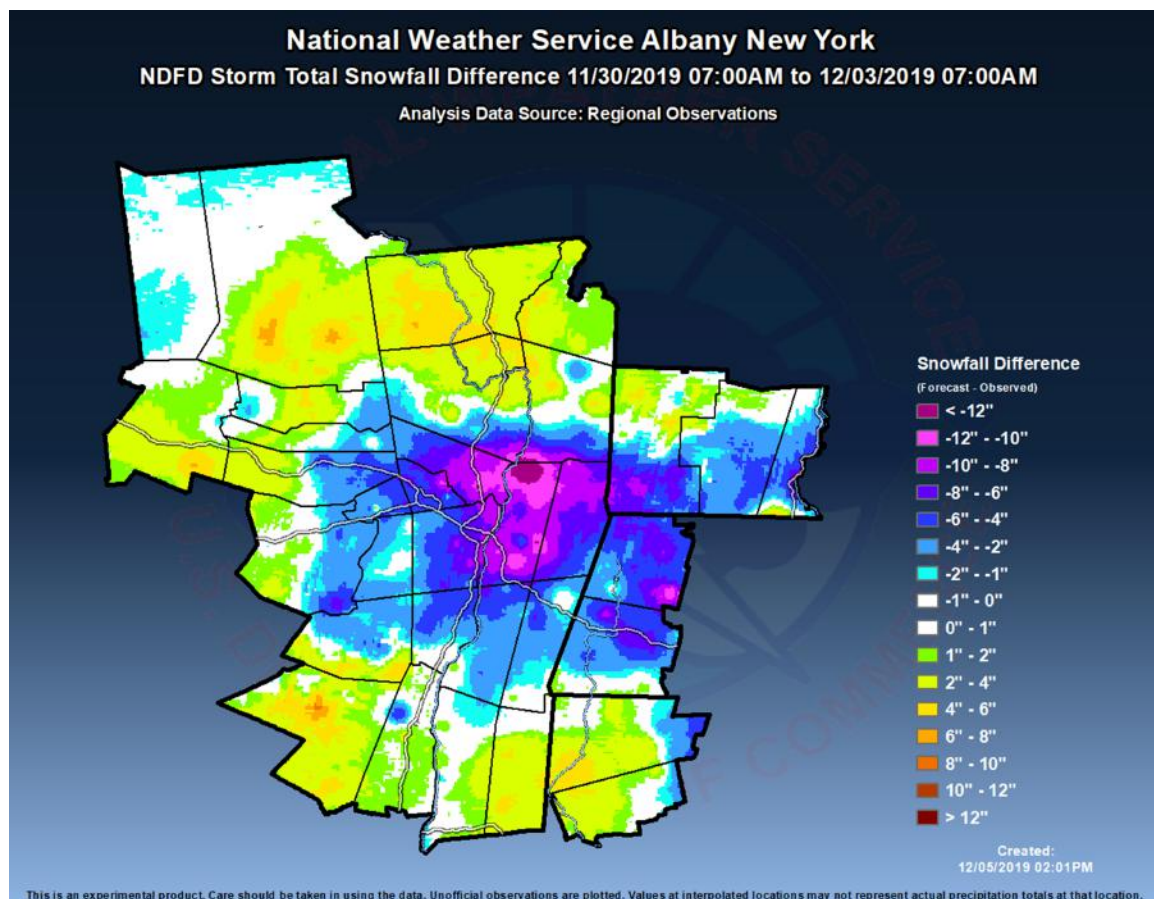 National Weather Service Albany New York
NDFD Storm Total Snowfall Difference 11/30/2019 07:00AM to 12/03/2019 07:00AM
Analysis Data Source: Regional Observations
Snowfall Difference
(Forecast - Observed)
< -12"
-12" - -10"
-10" - -8"
-8" - -6"
-6" - -4"
-4" - -2"
-2" - -1"
-1" - 0"
0" - 1"
1" - 2"
2" - 4"
4" - 6"
6" - 8"
8" - 10"
10" - 12"
> 12"
Created:
12/05/2019 02:01PM
This is an experimental product. Care should be taken in using the data. Unofficial observations are plotted. Values at interpolated locations may not represent actual precipitation totals at that location.